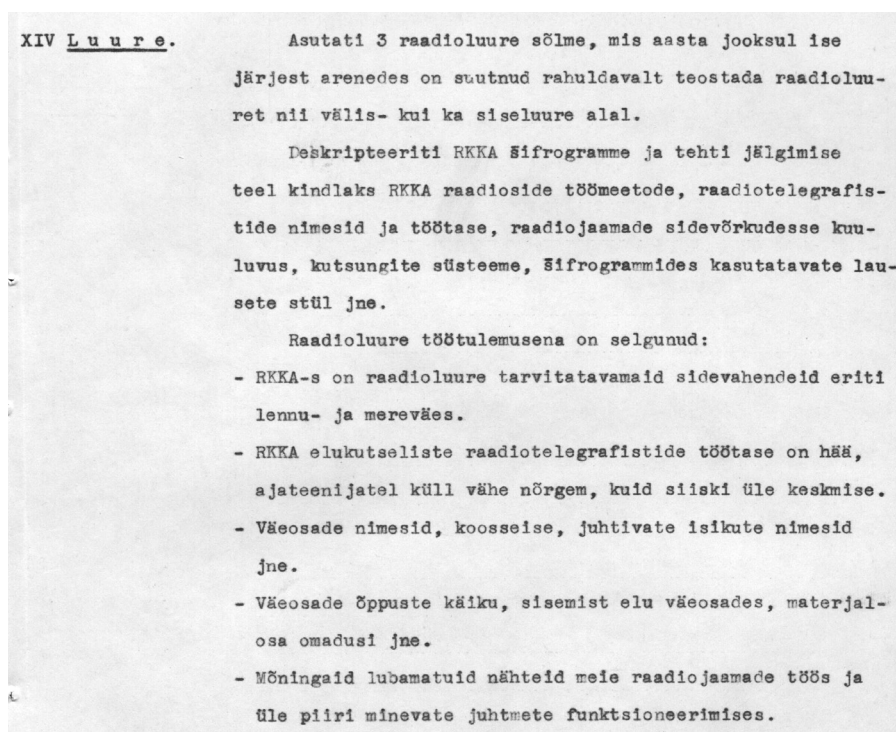 XIV L u u r e. Asutati 3 raadioluure sõlme, mis aasta jooksul ise
järjest arenedes on suutnud rahuldavalt teostada raadioluu-
ret nii välis- kui ka siseluure alal.
Deskripteeriti RKKA šifrogramme ja tehti jälgimise
teel kindlaks RKKA raadioside töömeetode, raadiotelegrafis-
tide nimesid ja töötase, raadiojaamade sidevõrkudesse kuu-
luvus, kutsungite süsteeme, šifrogrammides kasutatavate lau-
sete stül jne.
Raadioluure töötulemusena on selgunud:
- RKKA-s on raadioluure tarvitatavamaid sidevahendeid eriti
lennu- ja mereväes.
- RKKA elukutseliste raadiotelegrafistide töötase on hää,
ajateenijatel küll vähe nõrgem, kuid siiski üle keskmise.
- Väeosade nimesid, koosseise, juhtivate isikute nimesid
jne.
- Väeosade õppuste käiku, sisemist elu väeosades, materjal-
osa omadusi jne.
- Mõningaid lubamatuid nähteid meie raadiojaamade töös ja
üle piiri minevate juhtmete funktsioneerimises.